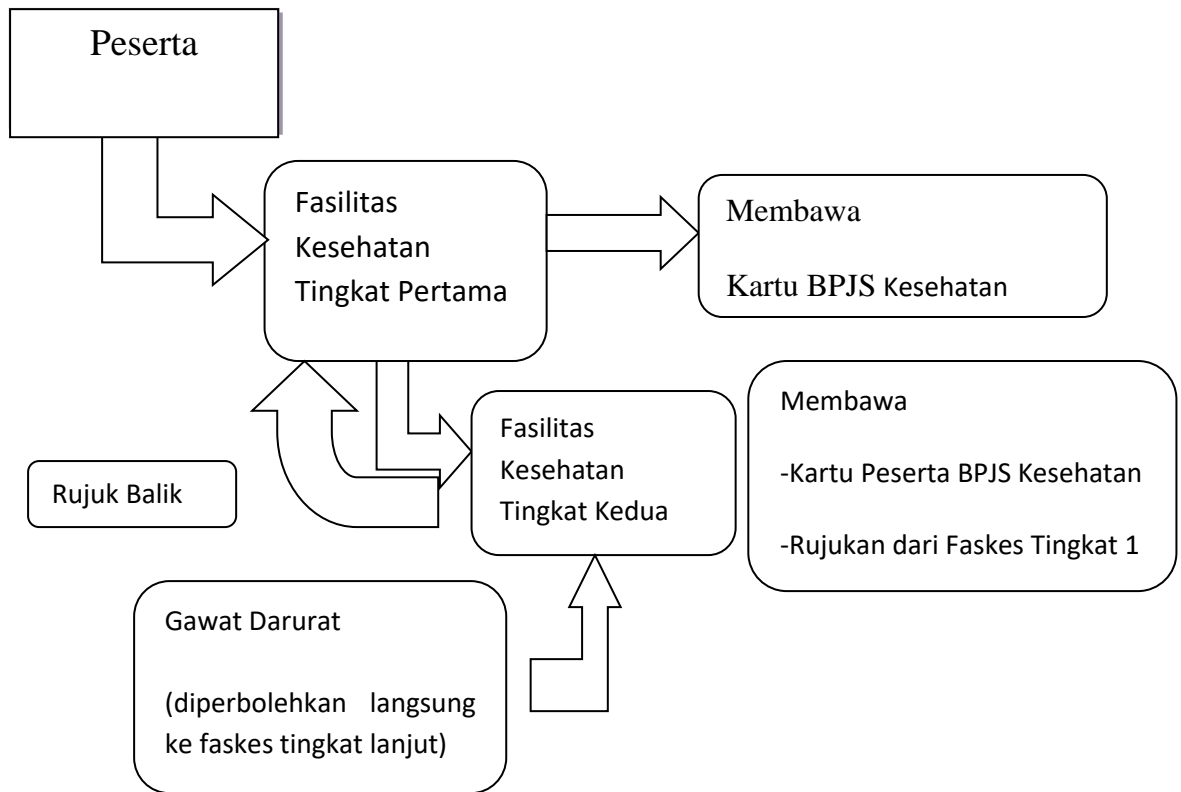 Peserta
Fasilitas
Kesehatan
Tingkat Pertama
Membawa
Kartu BPJS Kesehatan
Fasilitas
Kesehatan
Tingkat Kedua
Membawa
-Kartu Peserta BPJS Kesehatan
-Rujukan dari Faskes Tingkat 1
Rujuk Balik
Gawat Darurat
(diperbolehkan langsung
ke faskes tingkat lanjut)